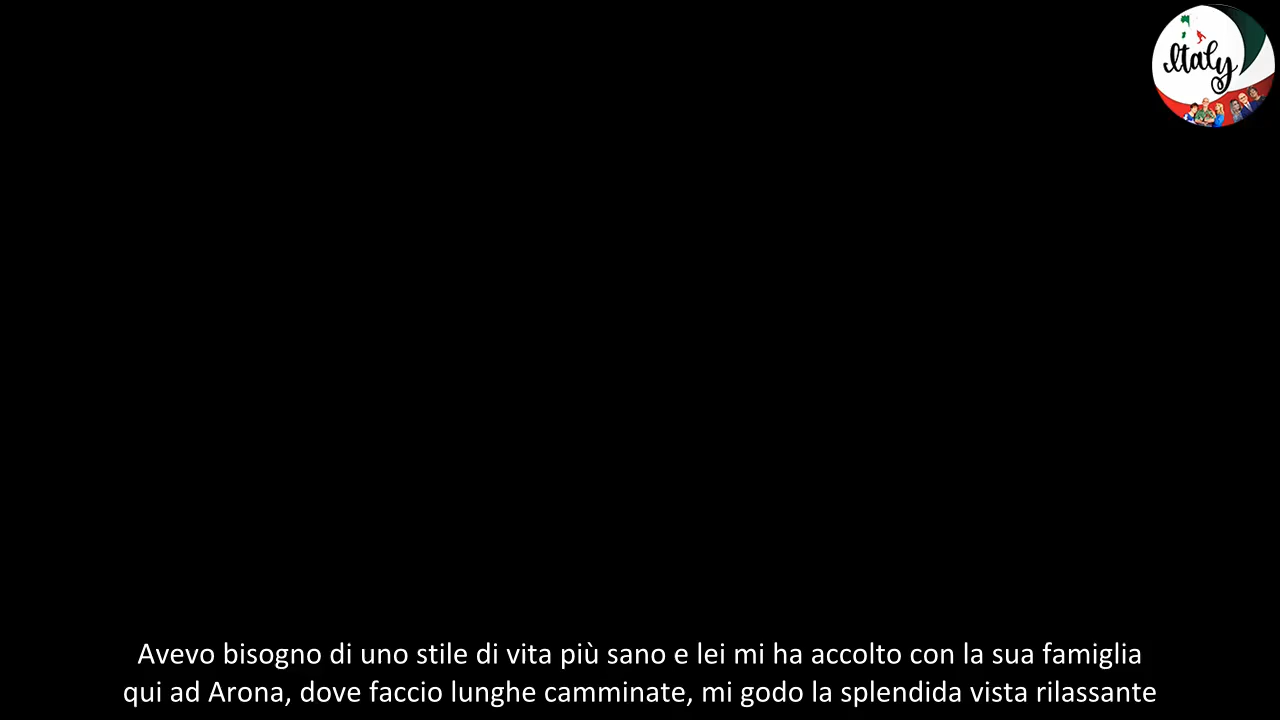 Italy
Avevo bisogno di uno stile di vita più sano e lei mi ha accolto con la sua famiglia
qui ad Arona, dove faccio lunghe camminate, mi godo la splendida vista rilassante